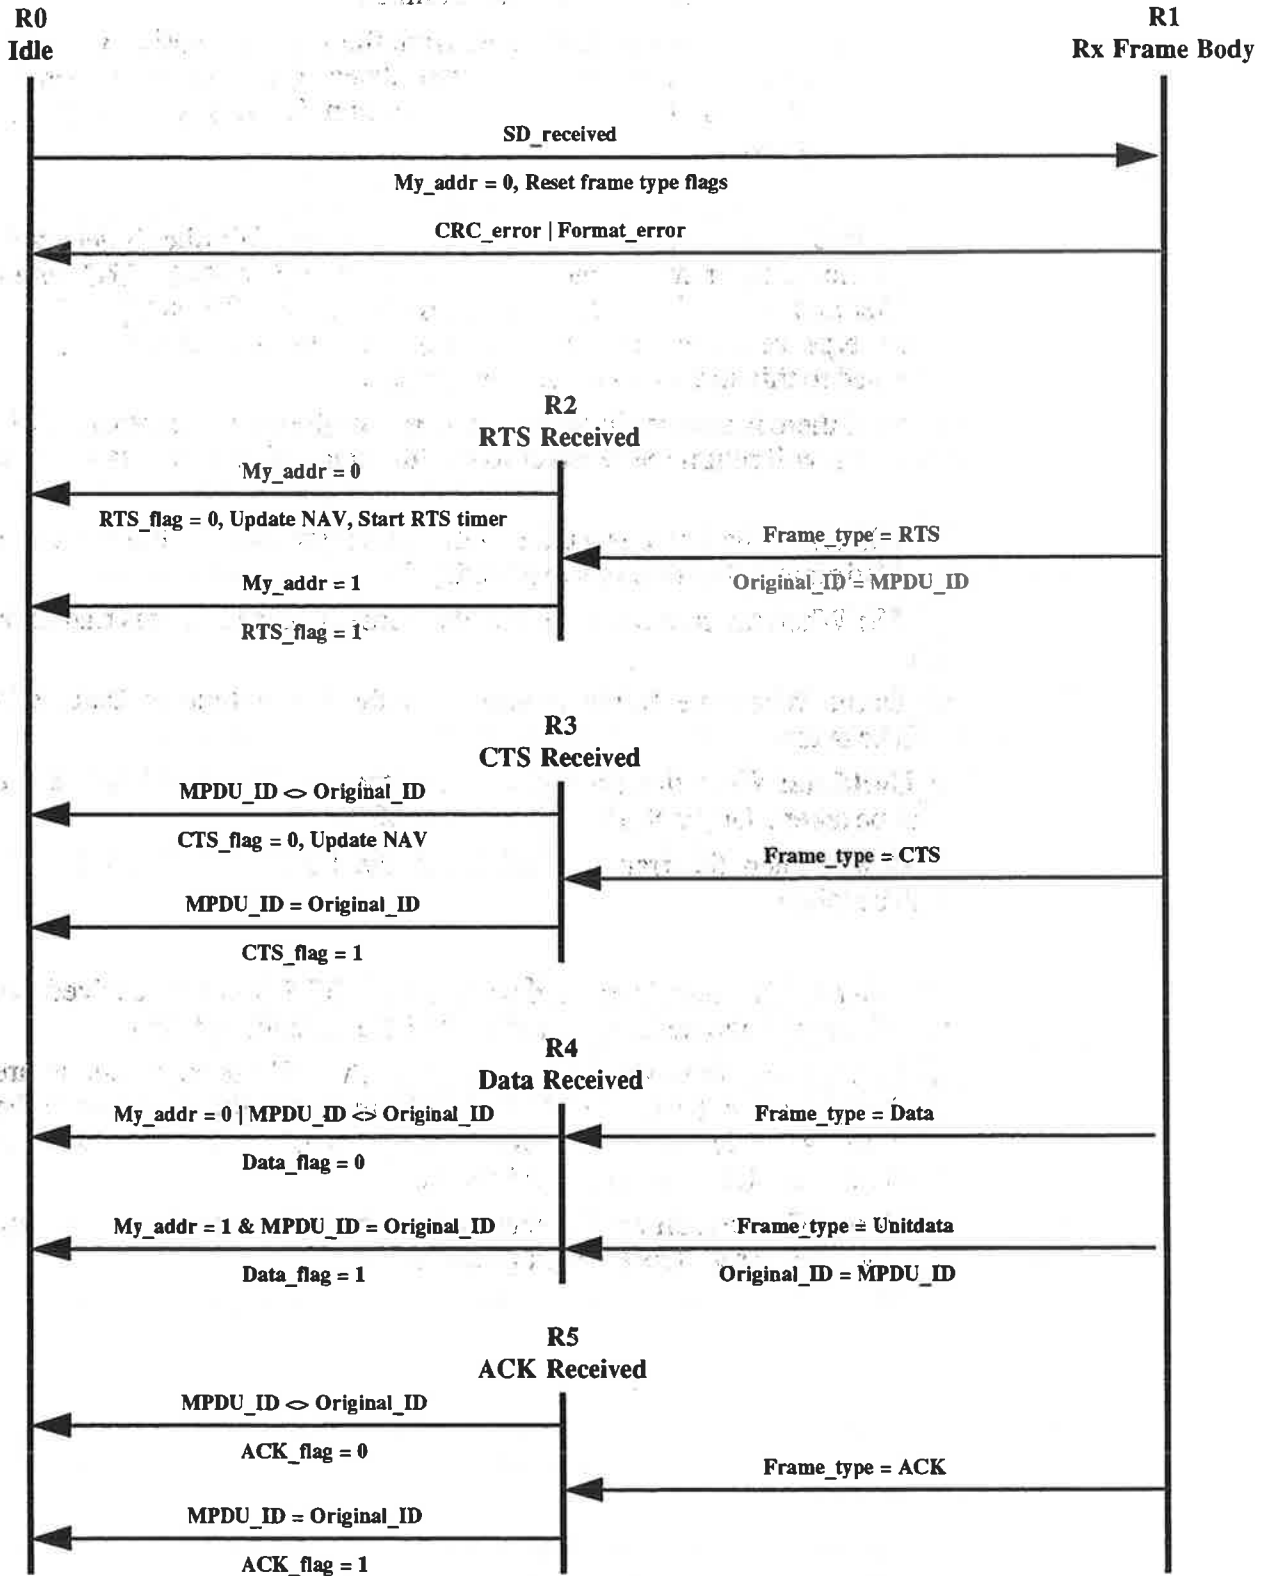 R0
Idle
R1
Rx Frame Body
SD_received
My_addr = 0, Reset frame type flags
CRC_error | Format_error
R2
RTS Received
My_addr = 0
RTS_flag = 0, Update NAV, Start RTS timer
Frame_type = RTS
Original_ID = MPDU_ID
My_addr = 1
RTS_flag = 1
R3
CTS Received
MPDU_ID <> Original_ID
CTS_flag = 0, Update NAV
Frame_type = CTS
MPDU_ID = Original_ID
CTS_flag = 1
R4
Data Received
My_addr = 0 | MPDU_ID <> Original_ID
Frame_type = Data
Data_flag = 0
My_addr = 1 & MPDU_ID = Original_ID
Frame_type = Unitdata
Data_flag = 1
Original_ID = MPDU_ID
R5
ACK Received
MPDU_ID <> Original_ID
ACK_flag = 0
Frame_type = ACK
MPDU_ID = Original_ID
ACK_flag = 1